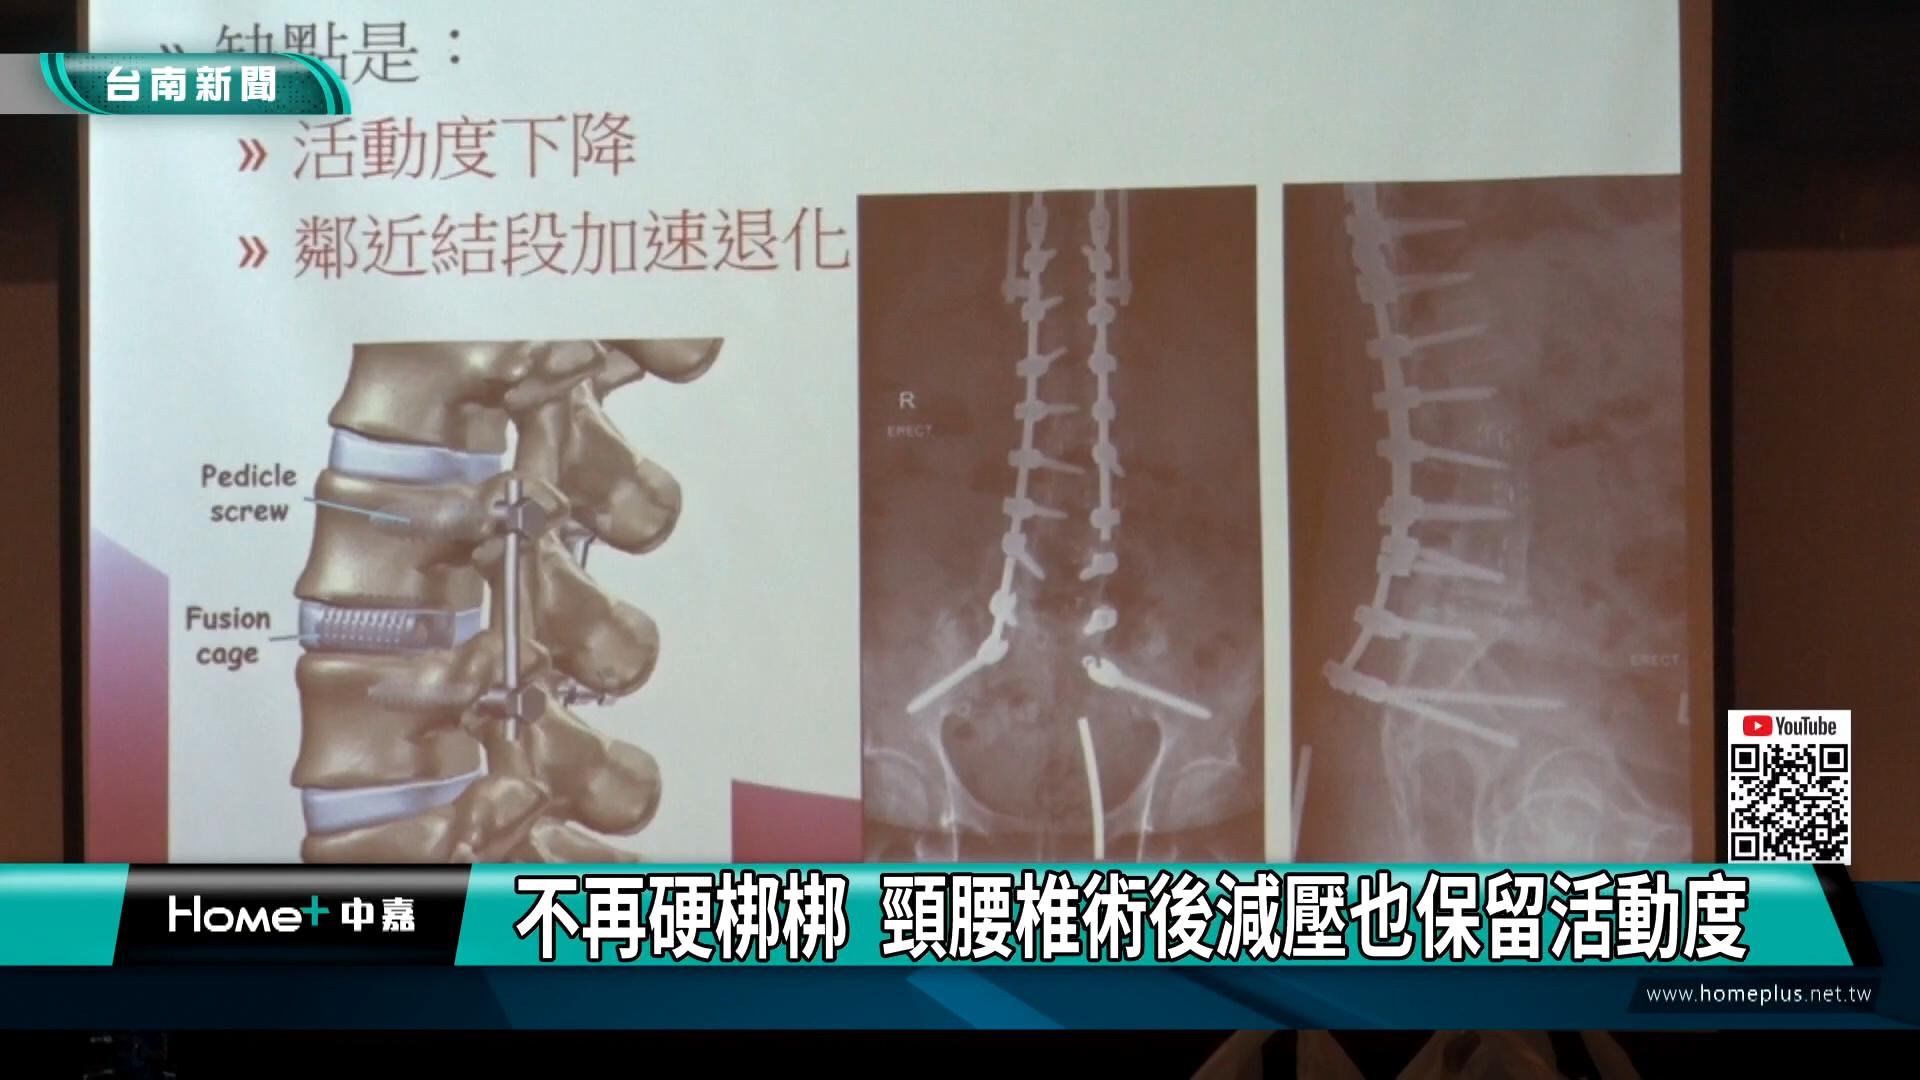 » 缺點是：
台南新聞
» 活動度下降
» 鄰近結段加速退化
Pedicle
screw
Fusion
cage
R
ERECT
ERECT
YouTube
Home+ 中嘉
不再硬梆梆 頸腰椎術後減壓也保留活動度
www.homeplus.net.tw